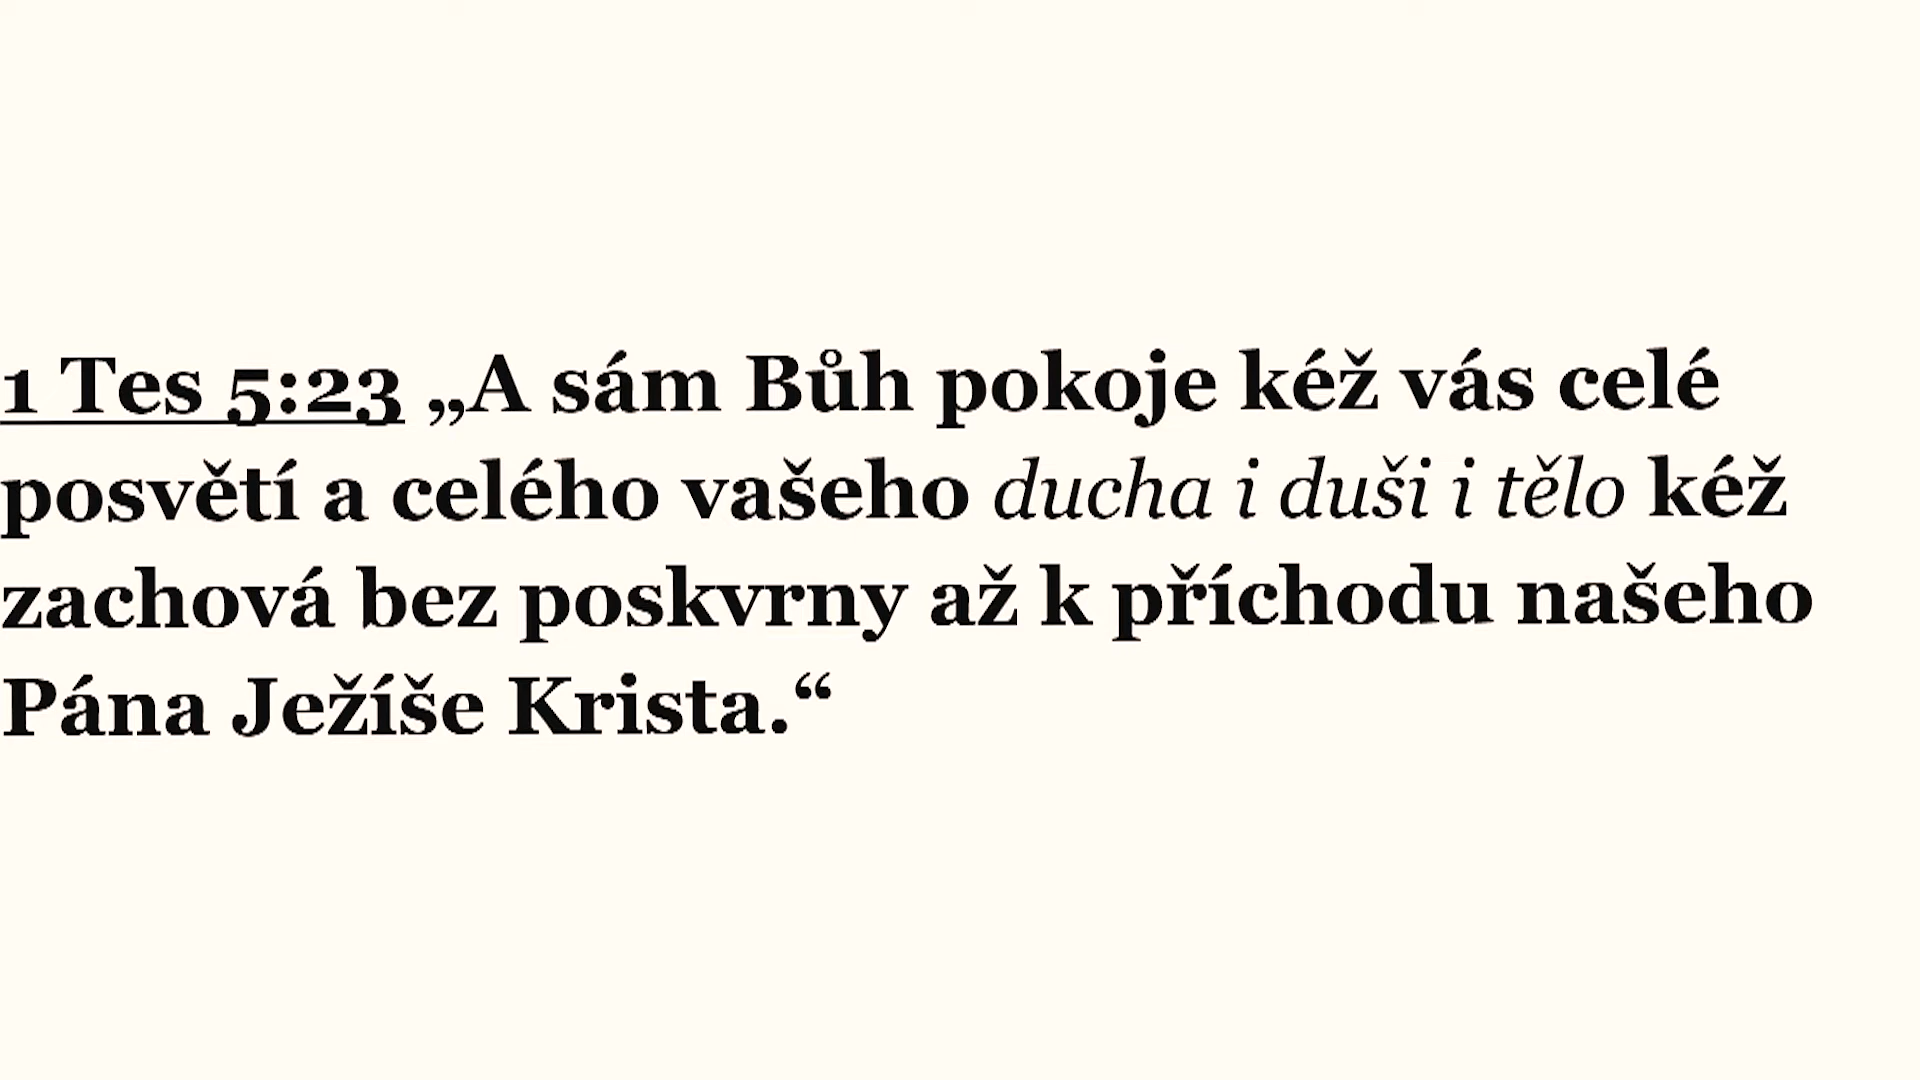 1 Tes 5:23 „A sám Bůh pokoje kéž vás celé
posvětí a celého vašeho ducha i duši i tělo kéž
zachová bez poskvrny až k příchodu našeho
Pána Ježíše Krista.“